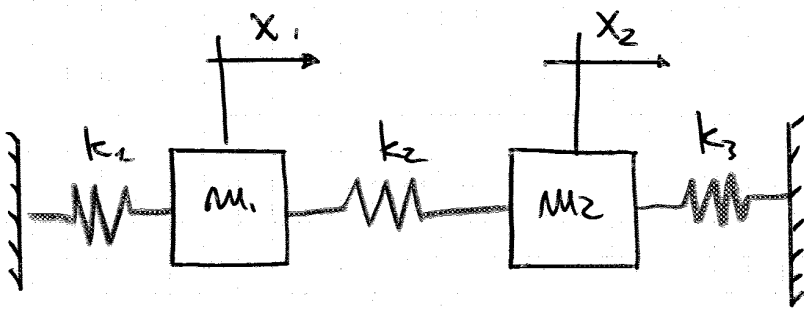 x₁ x₂
k₁ k₂ k₃
m₁ m₂